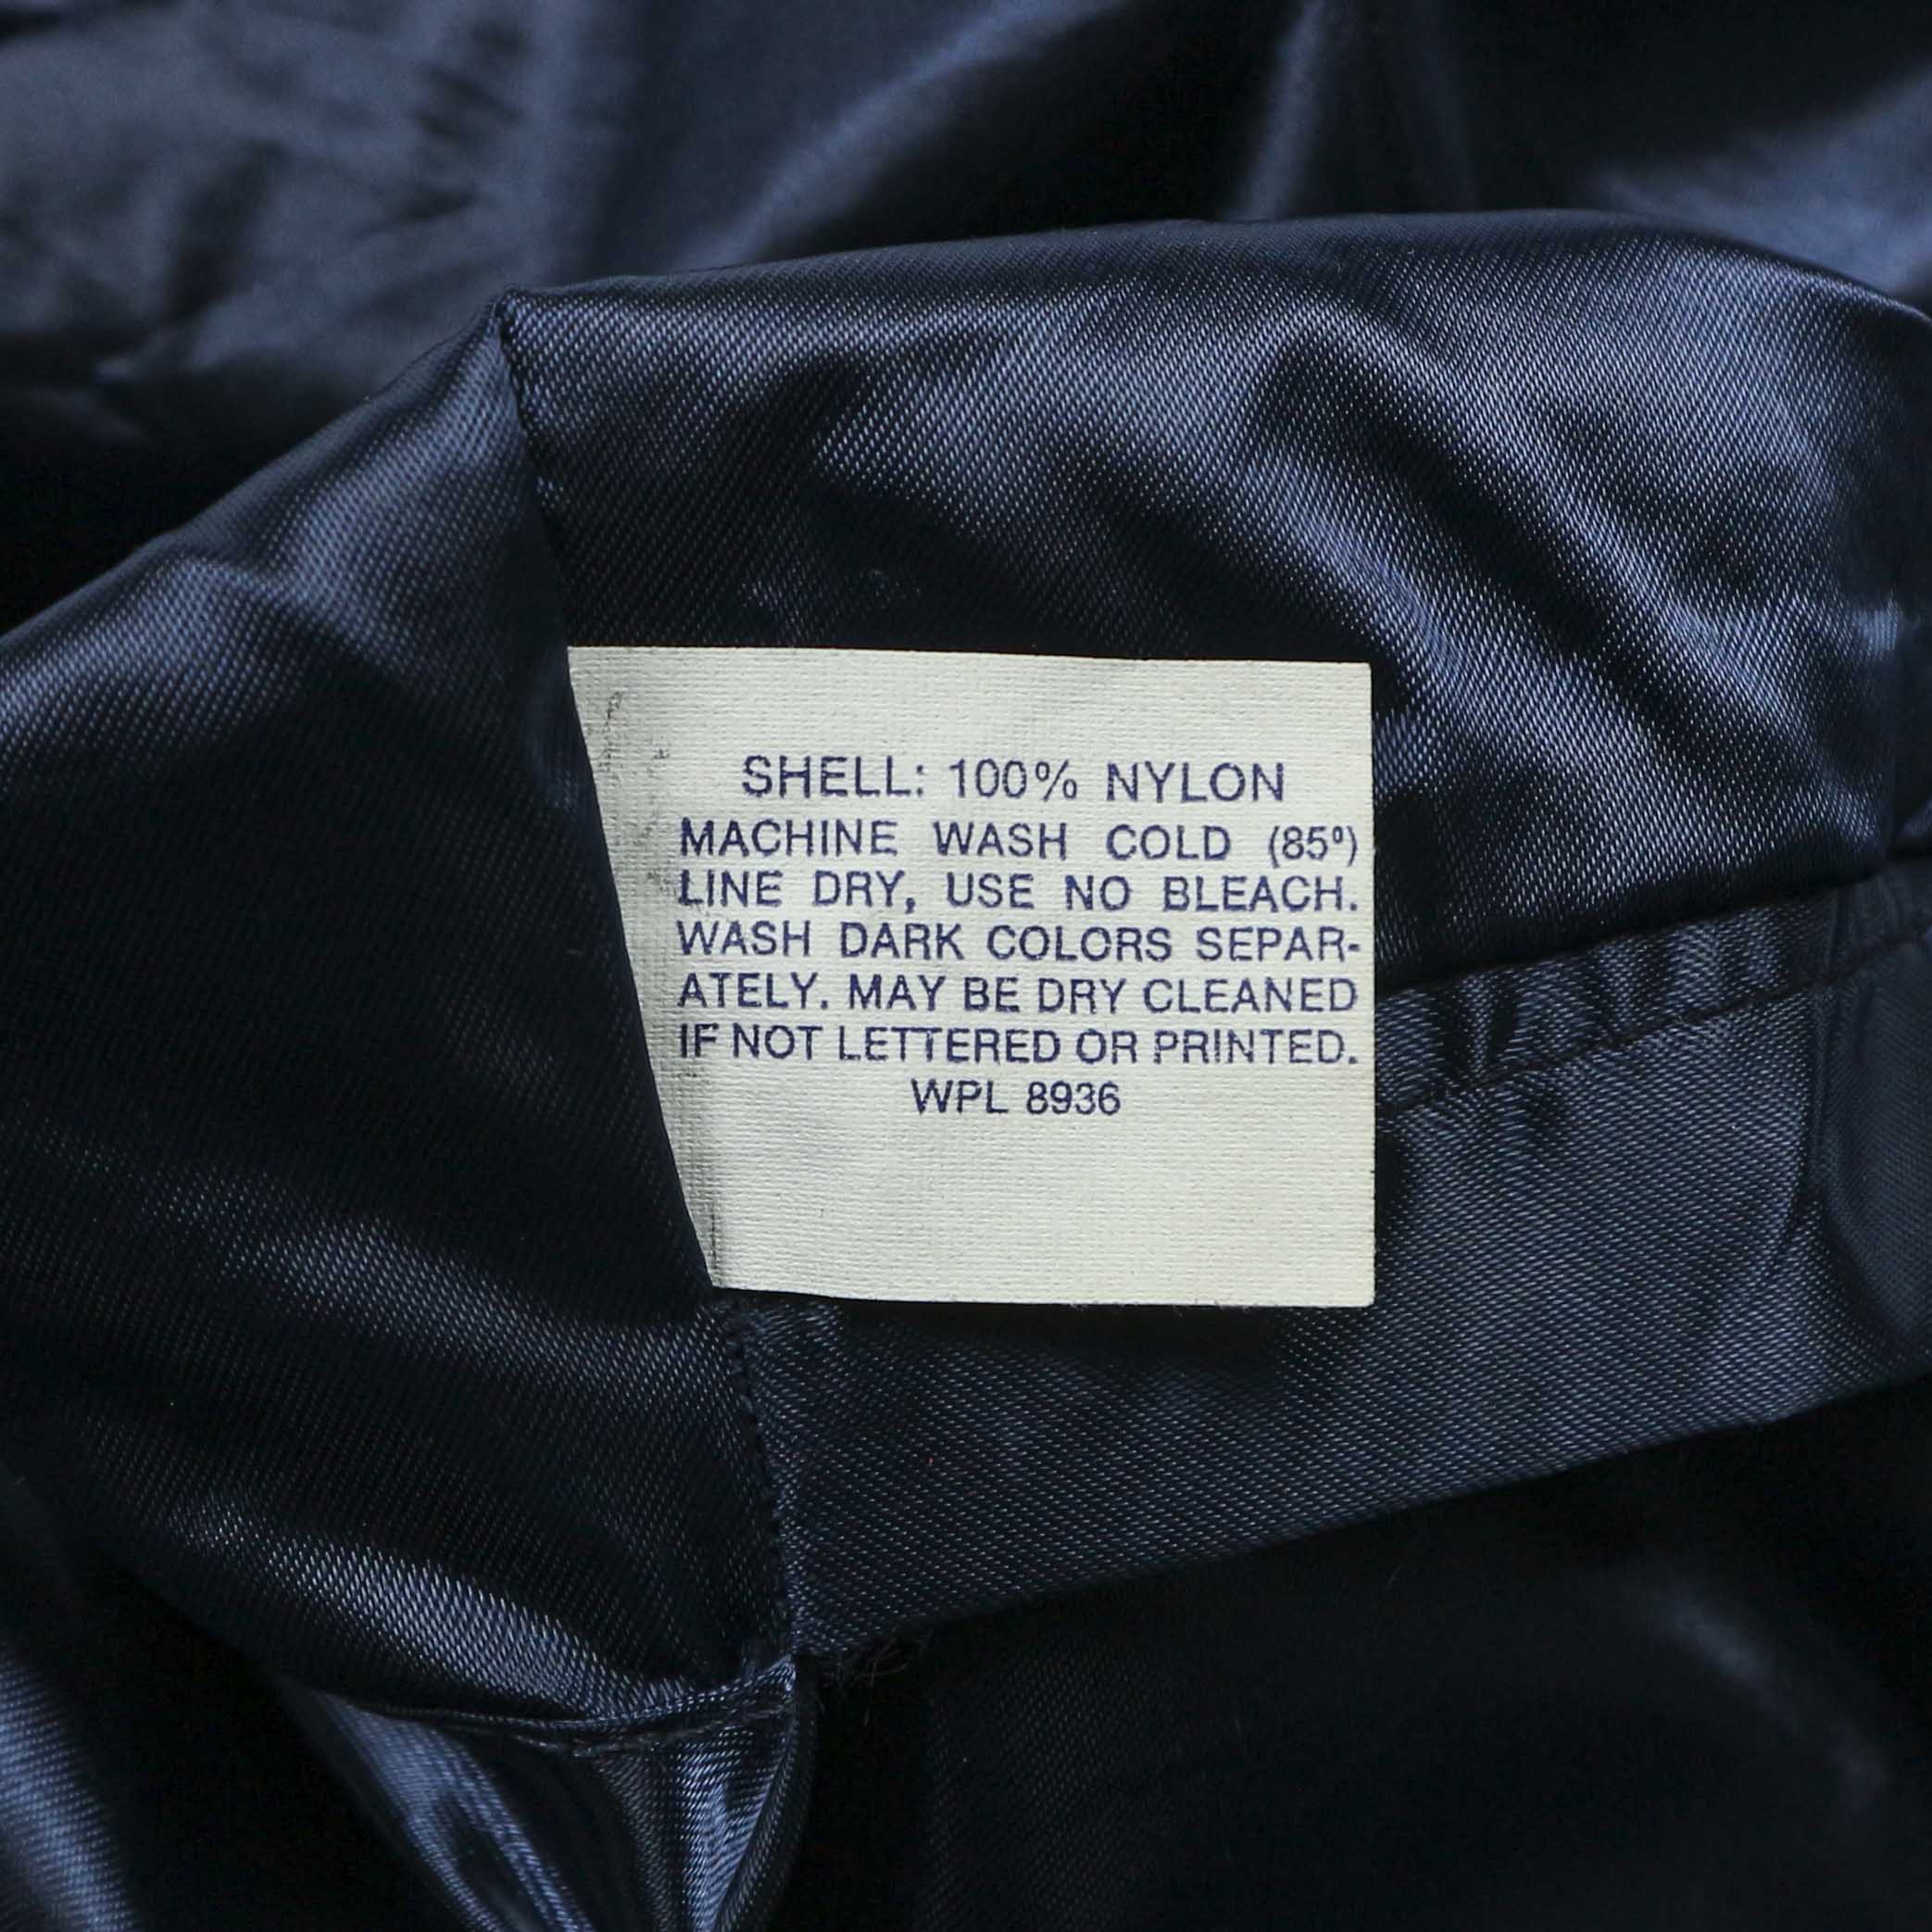 SHELL: 100% NYLON
MACHINE WASH COLD (85º)
LINE DRY, USE NO BLEACH.
WASH DARK COLORS SEPAR-
ATELY. MAY BE DRY CLEANED
IF NOT LETTERED OR PRINTED.
WPL 8936